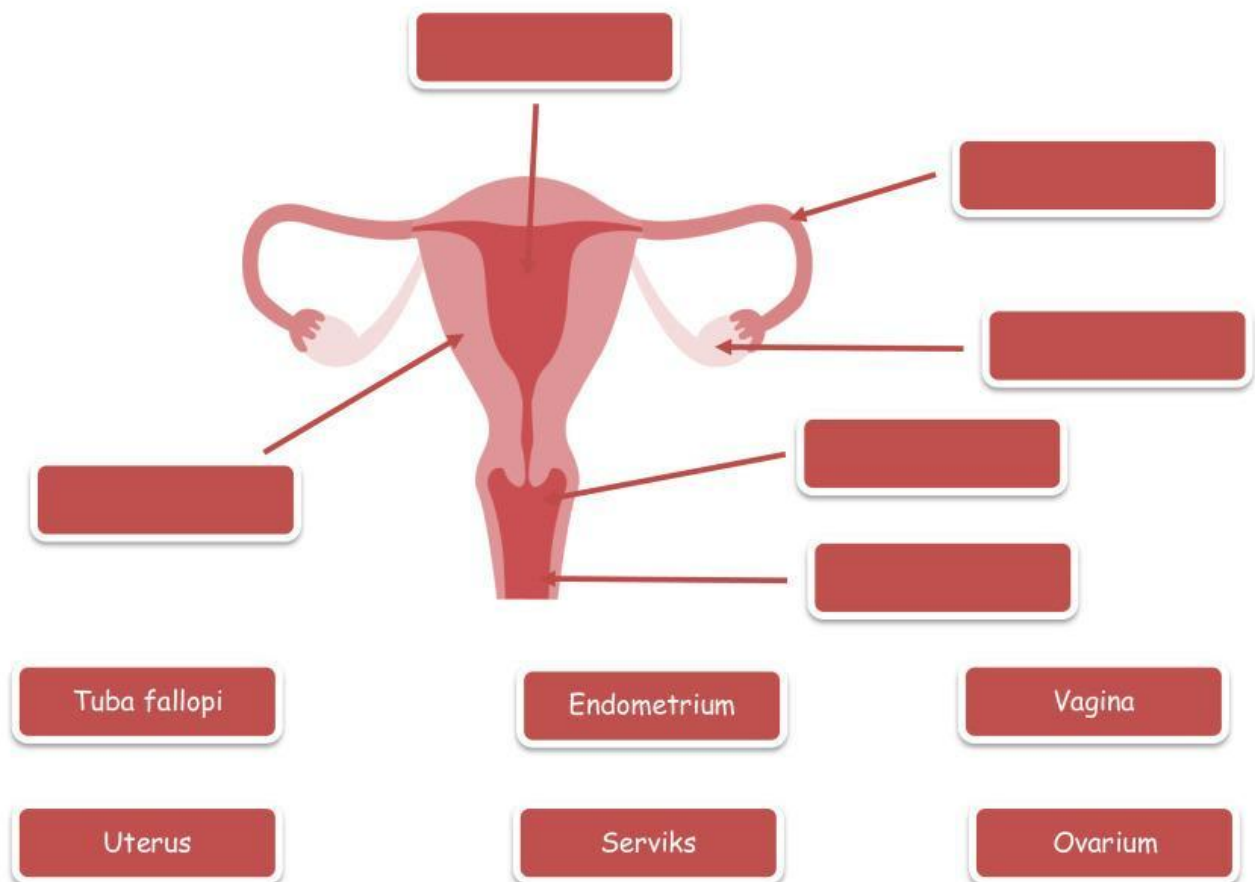 Tuba fallopi
Endometrium
Vagina
Uterus
Serviks
Ovarium